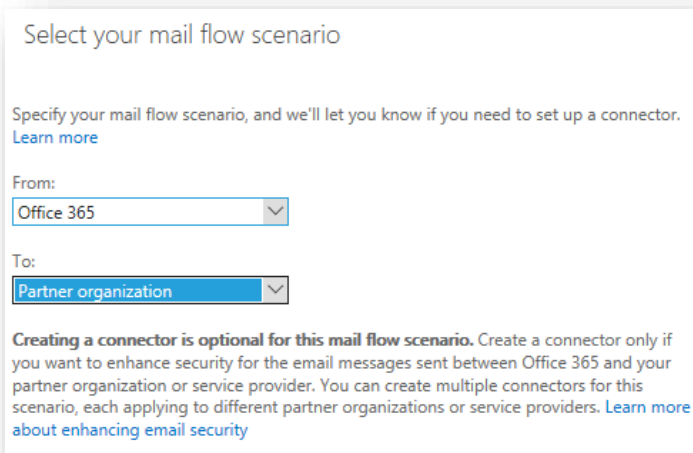 Select your mail flow scenario
Specify your mail flow scenario, and we'll let you know if you need to set up a connector.
Learn more
From:
Office 365
To:
Partner organization
Creating a connector is optional for this mail flow scenario. Create a connector only if
you want to enhance security for the email messages sent between Office 365 and your
partner organization or service provider. You can create multiple connectors for this
scenario, each applying to different partner organizations or service providers. Learn more
about enhancing email security